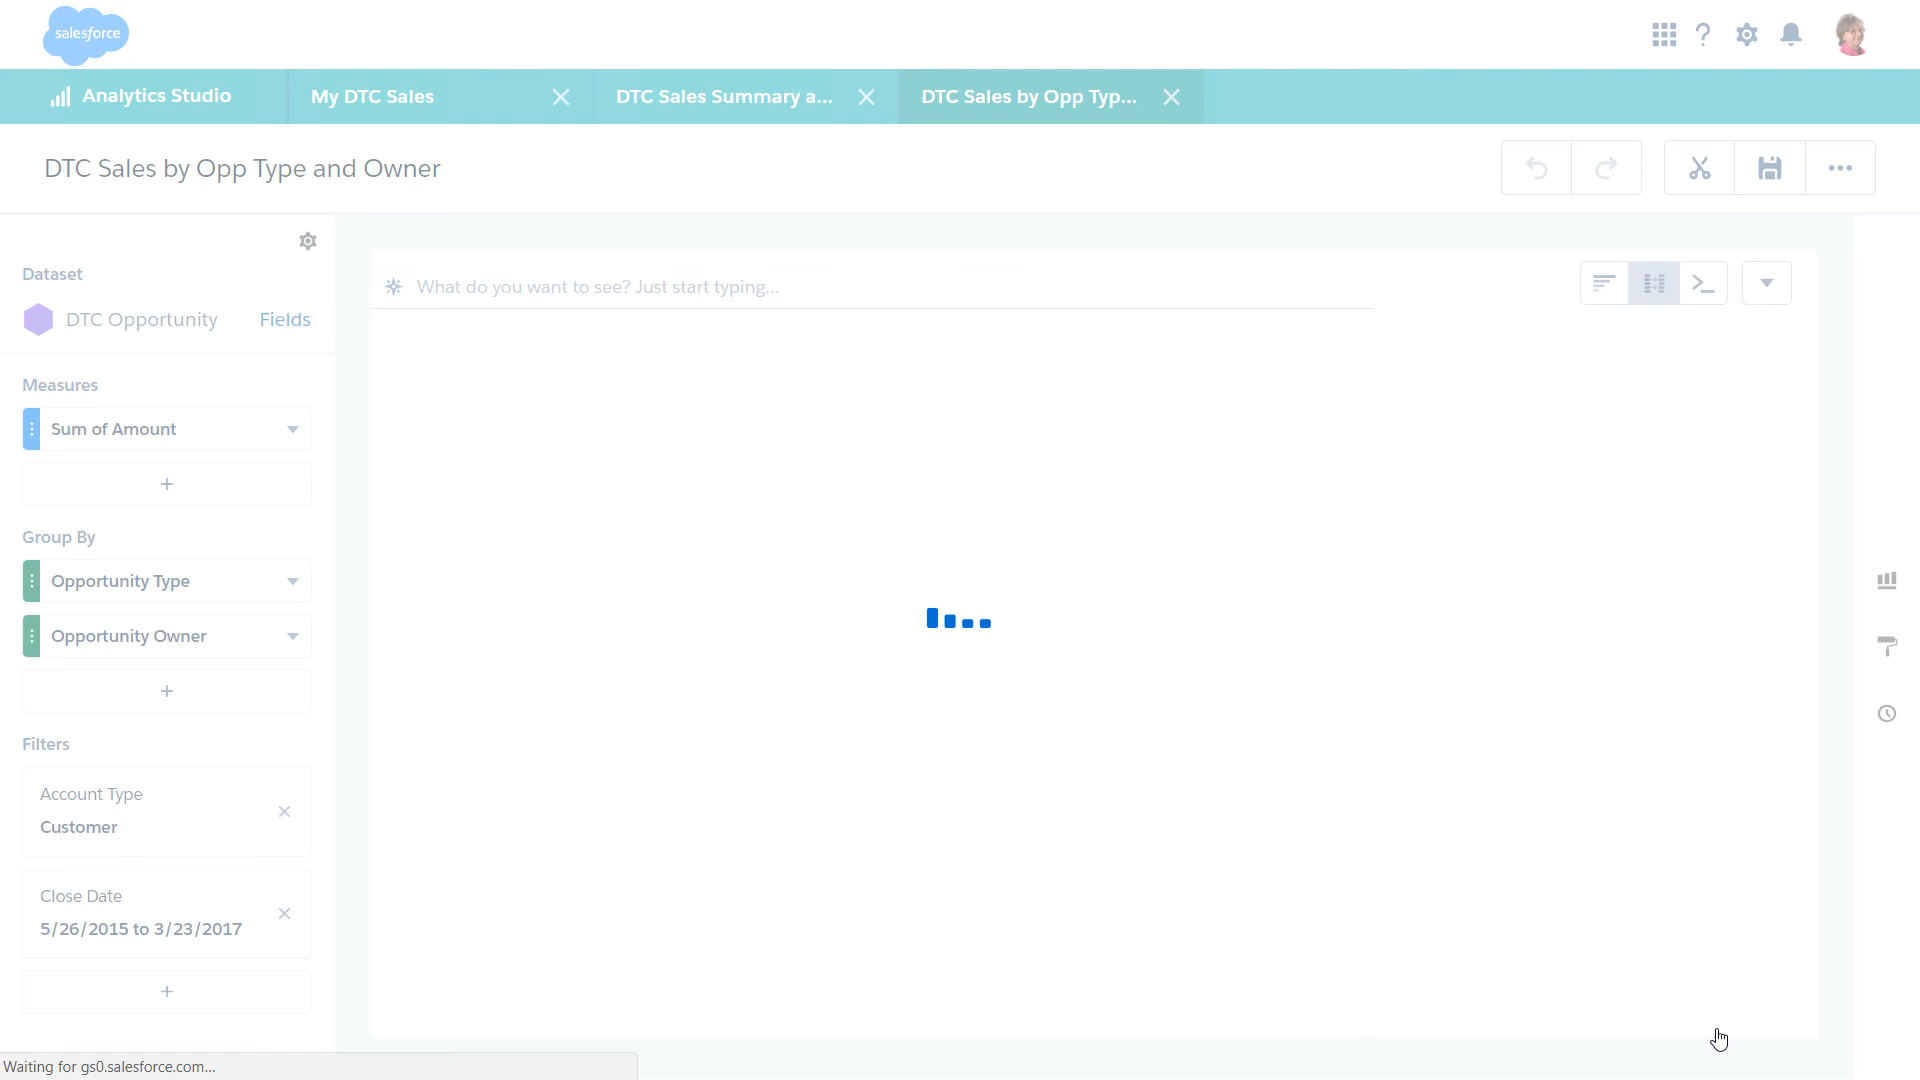 salesforce
Analytics Studio
My DTC Sales
DTC Sales Summary a...
DTC Sales by Opp Typ...
DTC Sales by Opp Type and Owner
Dataset
DTC Opportunity
Fields
What do you want to see? Just start typing...
Measures
Sum of Amount
+
Group By
Opportunity Type
Opportunity Owner
+
Filters
Account Type
Customer
Close Date
5/26/2015 to 3/23/2017
+
Waiting for gs0.salesforce.com...